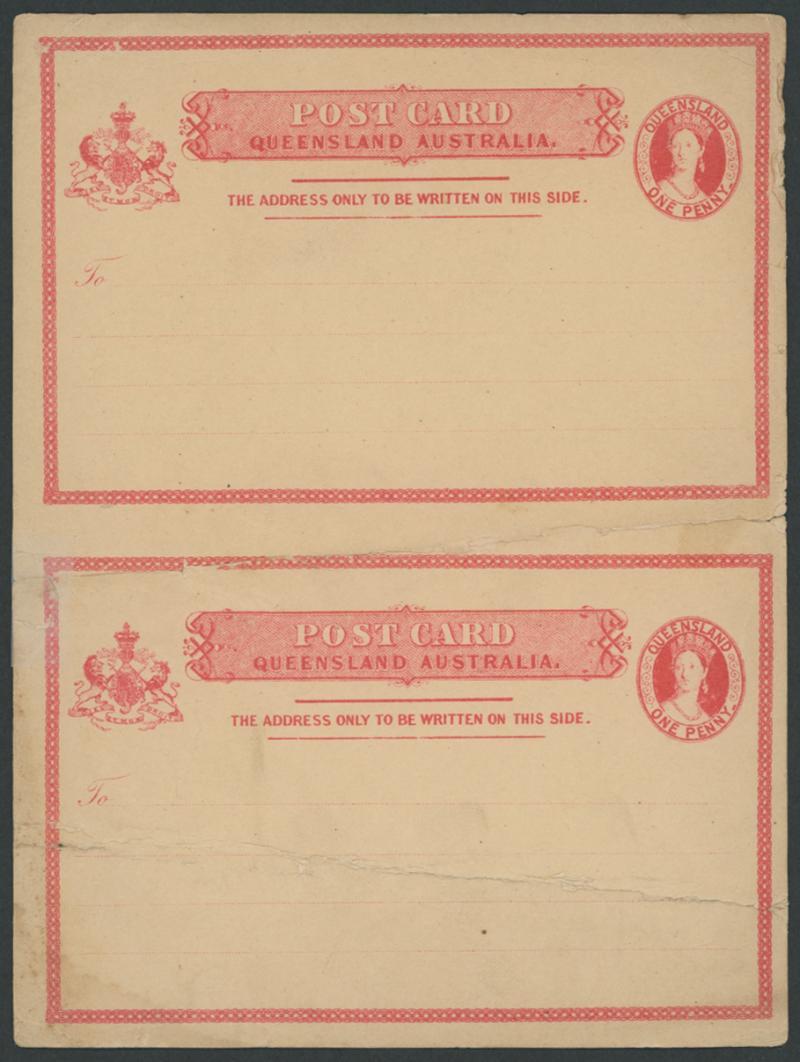 POST CARD
QUEENSLAND AUSTRALIA.
QUEENSLAND
ONE PENNY
THE ADDRESS ONLY TO BE WRITTEN ON THIS SIDE.
To
POST CARD
QUEENSLAND AUSTRALIA.
QUEENSLAND
ONE PENNY
THE ADDRESS ONLY TO BE WRITTEN ON THIS SIDE.
To